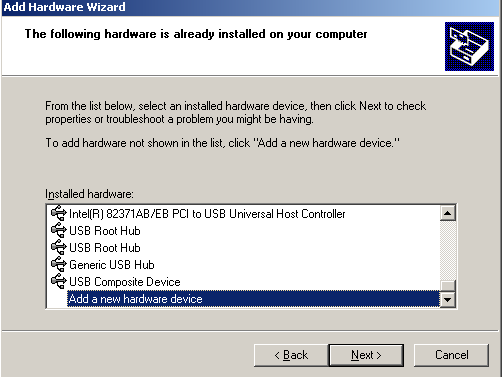 Add Hardware Wizard
The following hardware is already installed on your computer
From the list below, select an installed hardware device, then click Next to check
properties or troubleshoot a problem you might be having.
To add hardware not shown in the list, click "Add a new hardware device."
Installed hardware:
Intel(R) 82371AB/EB PCI to USB Universal Host Controller
USB Root Hub
USB Root Hub
Generic USB Hub
USB Composite Device
Add a new hardware device
< Back Next > Cancel